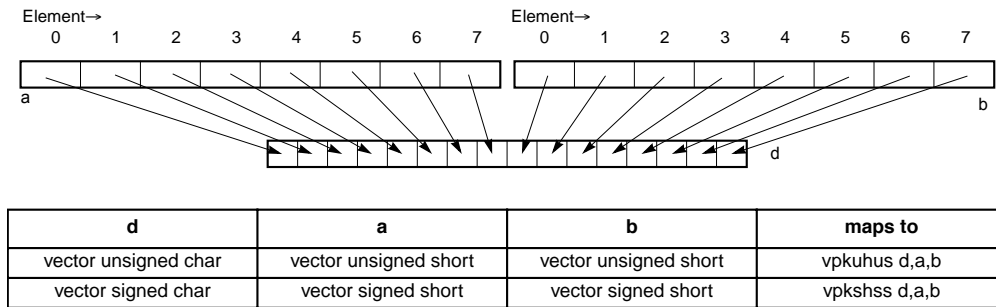 Element→ Element→
0 1 2 3 4 5 6 7 0 1 2 3 4 5 6 7
a b
d
d a b maps to
vector unsigned char vector unsigned short vector unsigned short vpkuhus d,a,b
vector signed char vector signed short vector signed short vpkshss d,a,b